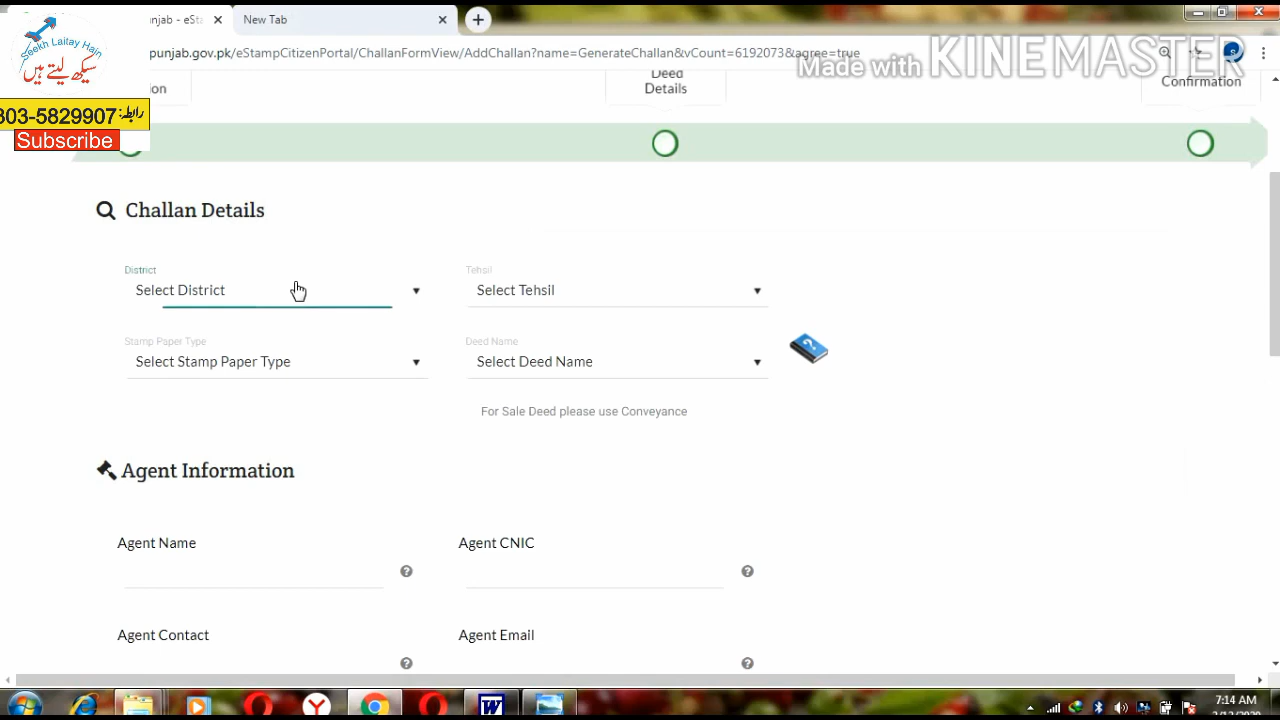 njab - eSta
New Tab
Seekh Laitay Hain
سیکھ لیتے ہیں
punjab.gov.pk/eStampCitizenPortal/ChallanFormView/AddChallan?name=GenerateChallan&vCount=6192073&agree=true
Made with KINEMASTER
ion
Deed
Details
Confirmation
303-5829907 رابطہ:
Subscribe
Challan Details
District
Tehsil
Select District
Select Tehsil
Stamp Paper Type
Deed Name
Select Stamp Paper Type
Select Deed Name
For Sale Deed please use Conveyance
Agent Information
Agent Name
Agent CNIC
Agent Contact
Agent Email
7:14 AM